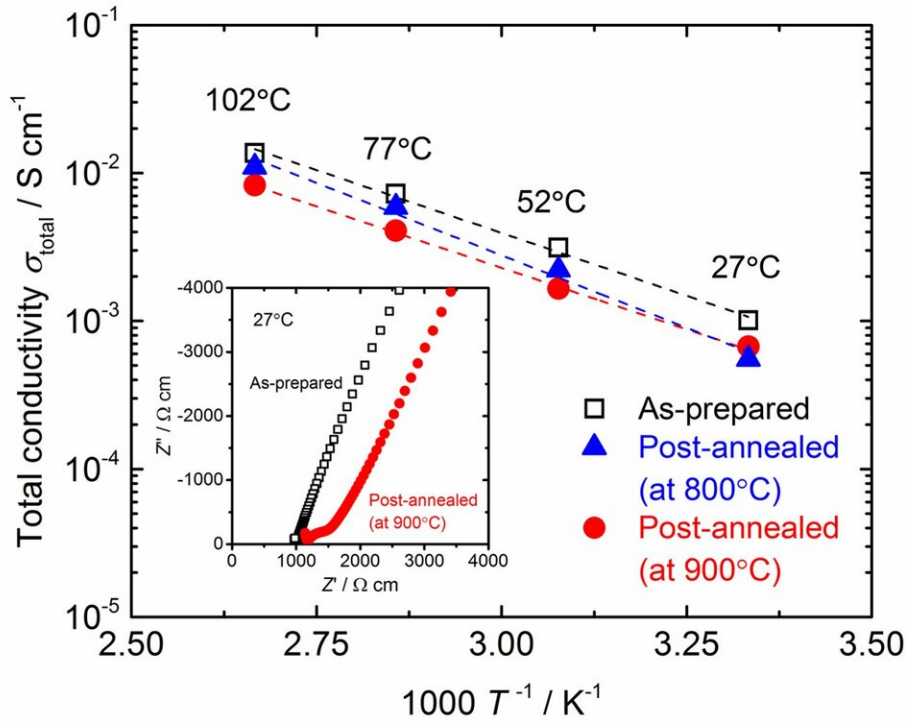 10⁻¹
102°C
77°C
10⁻²
52°C
27°C
10⁻³
10⁻⁴
10⁻⁵
Total conductivity σtotal / S cm⁻¹
2.50 2.75 3.00 3.25 3.50
1000 T ⁻¹ / K⁻¹
As-prepared
Post-annealed
(at 800°C)
Post-annealed
(at 900°C)
-4000
-3000
-2000
-1000
0
Z'' / Ω cm
27°C
As-prepared
Post-annealed
(at 900°C)
0 1000 2000 3000 4000
Z' / Ω cm